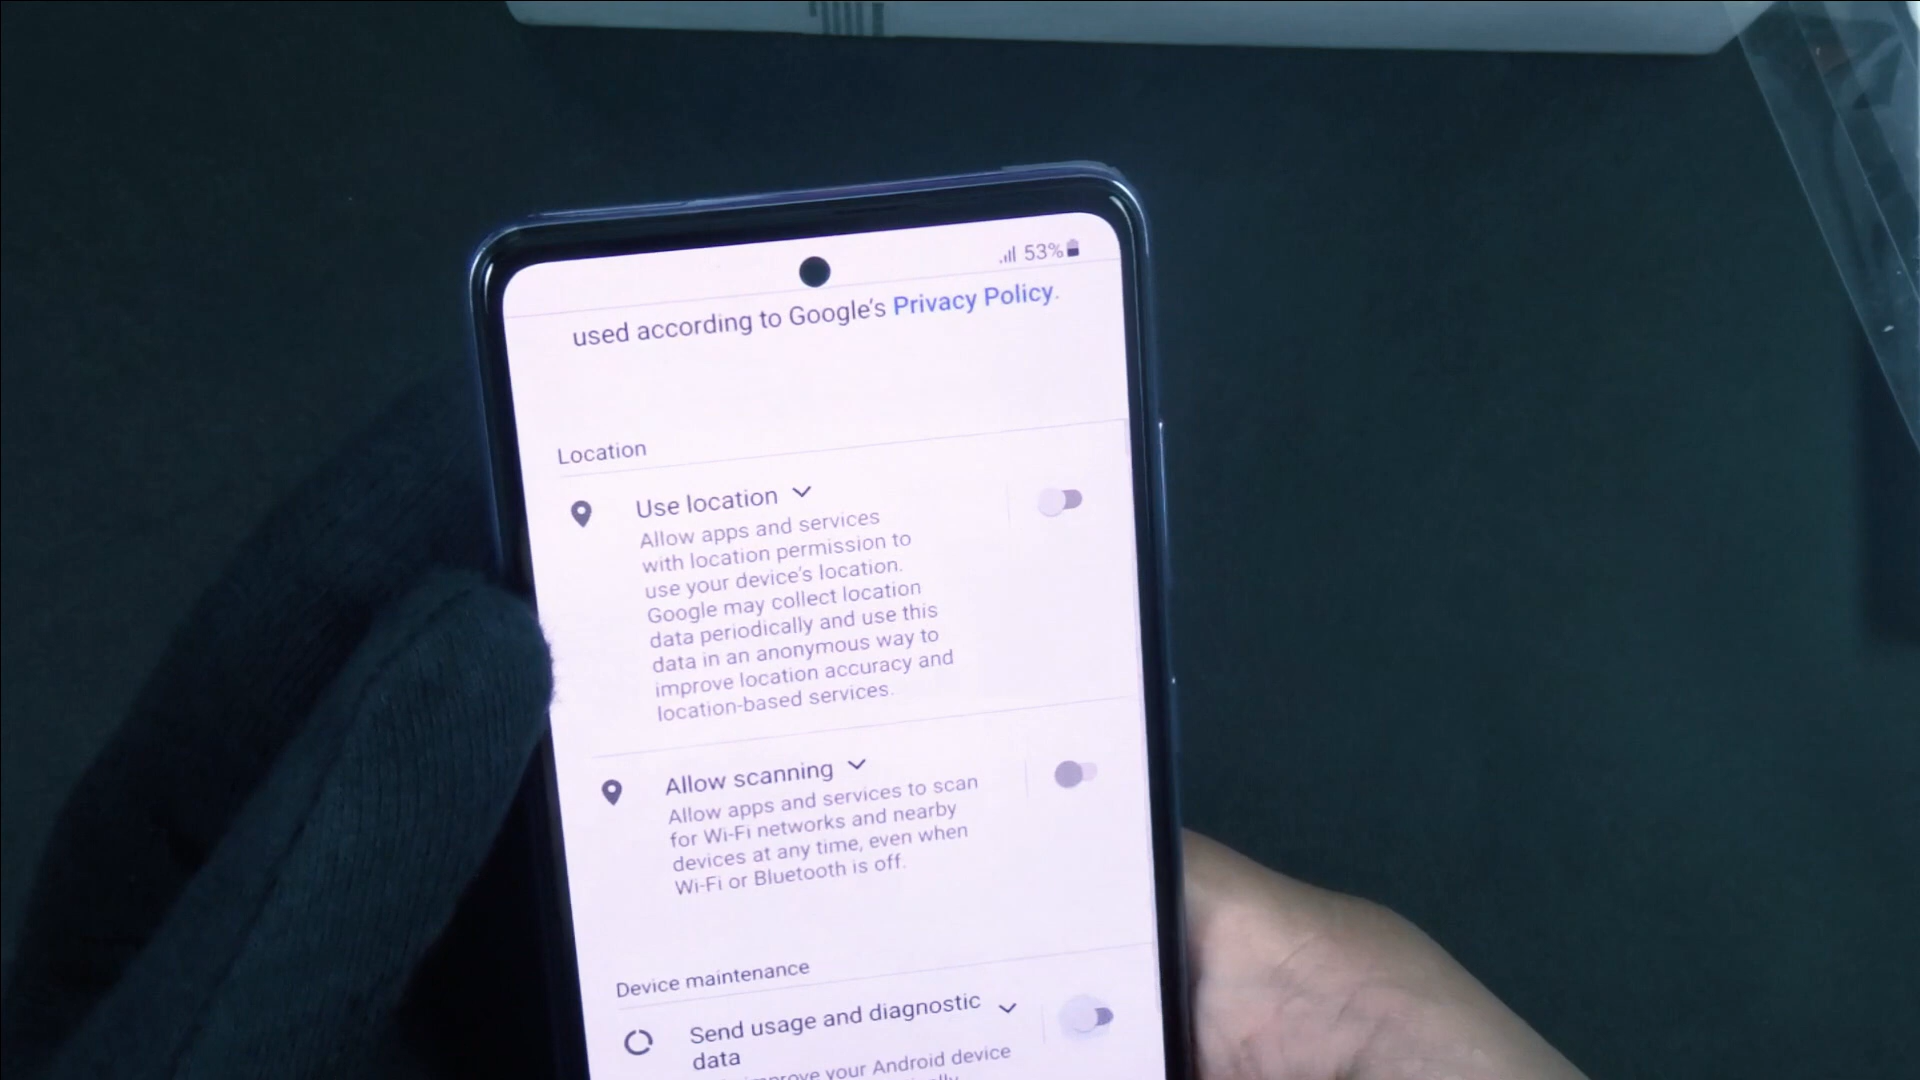 53%
used according to Google's Privacy Policy.
Location
Use location
Allow apps and services
with location permission to
use your device's location.
Google may collect location
data periodically and use this
data in an anonymous way to
improve location accuracy and
location-based services.
Allow scanning
Allow apps and services to scan
for Wi-Fi networks and nearby
devices at any time, even when
Wi-Fi or Bluetooth is off.
Device maintenance
Send usage and diagnostic
data
your Android device